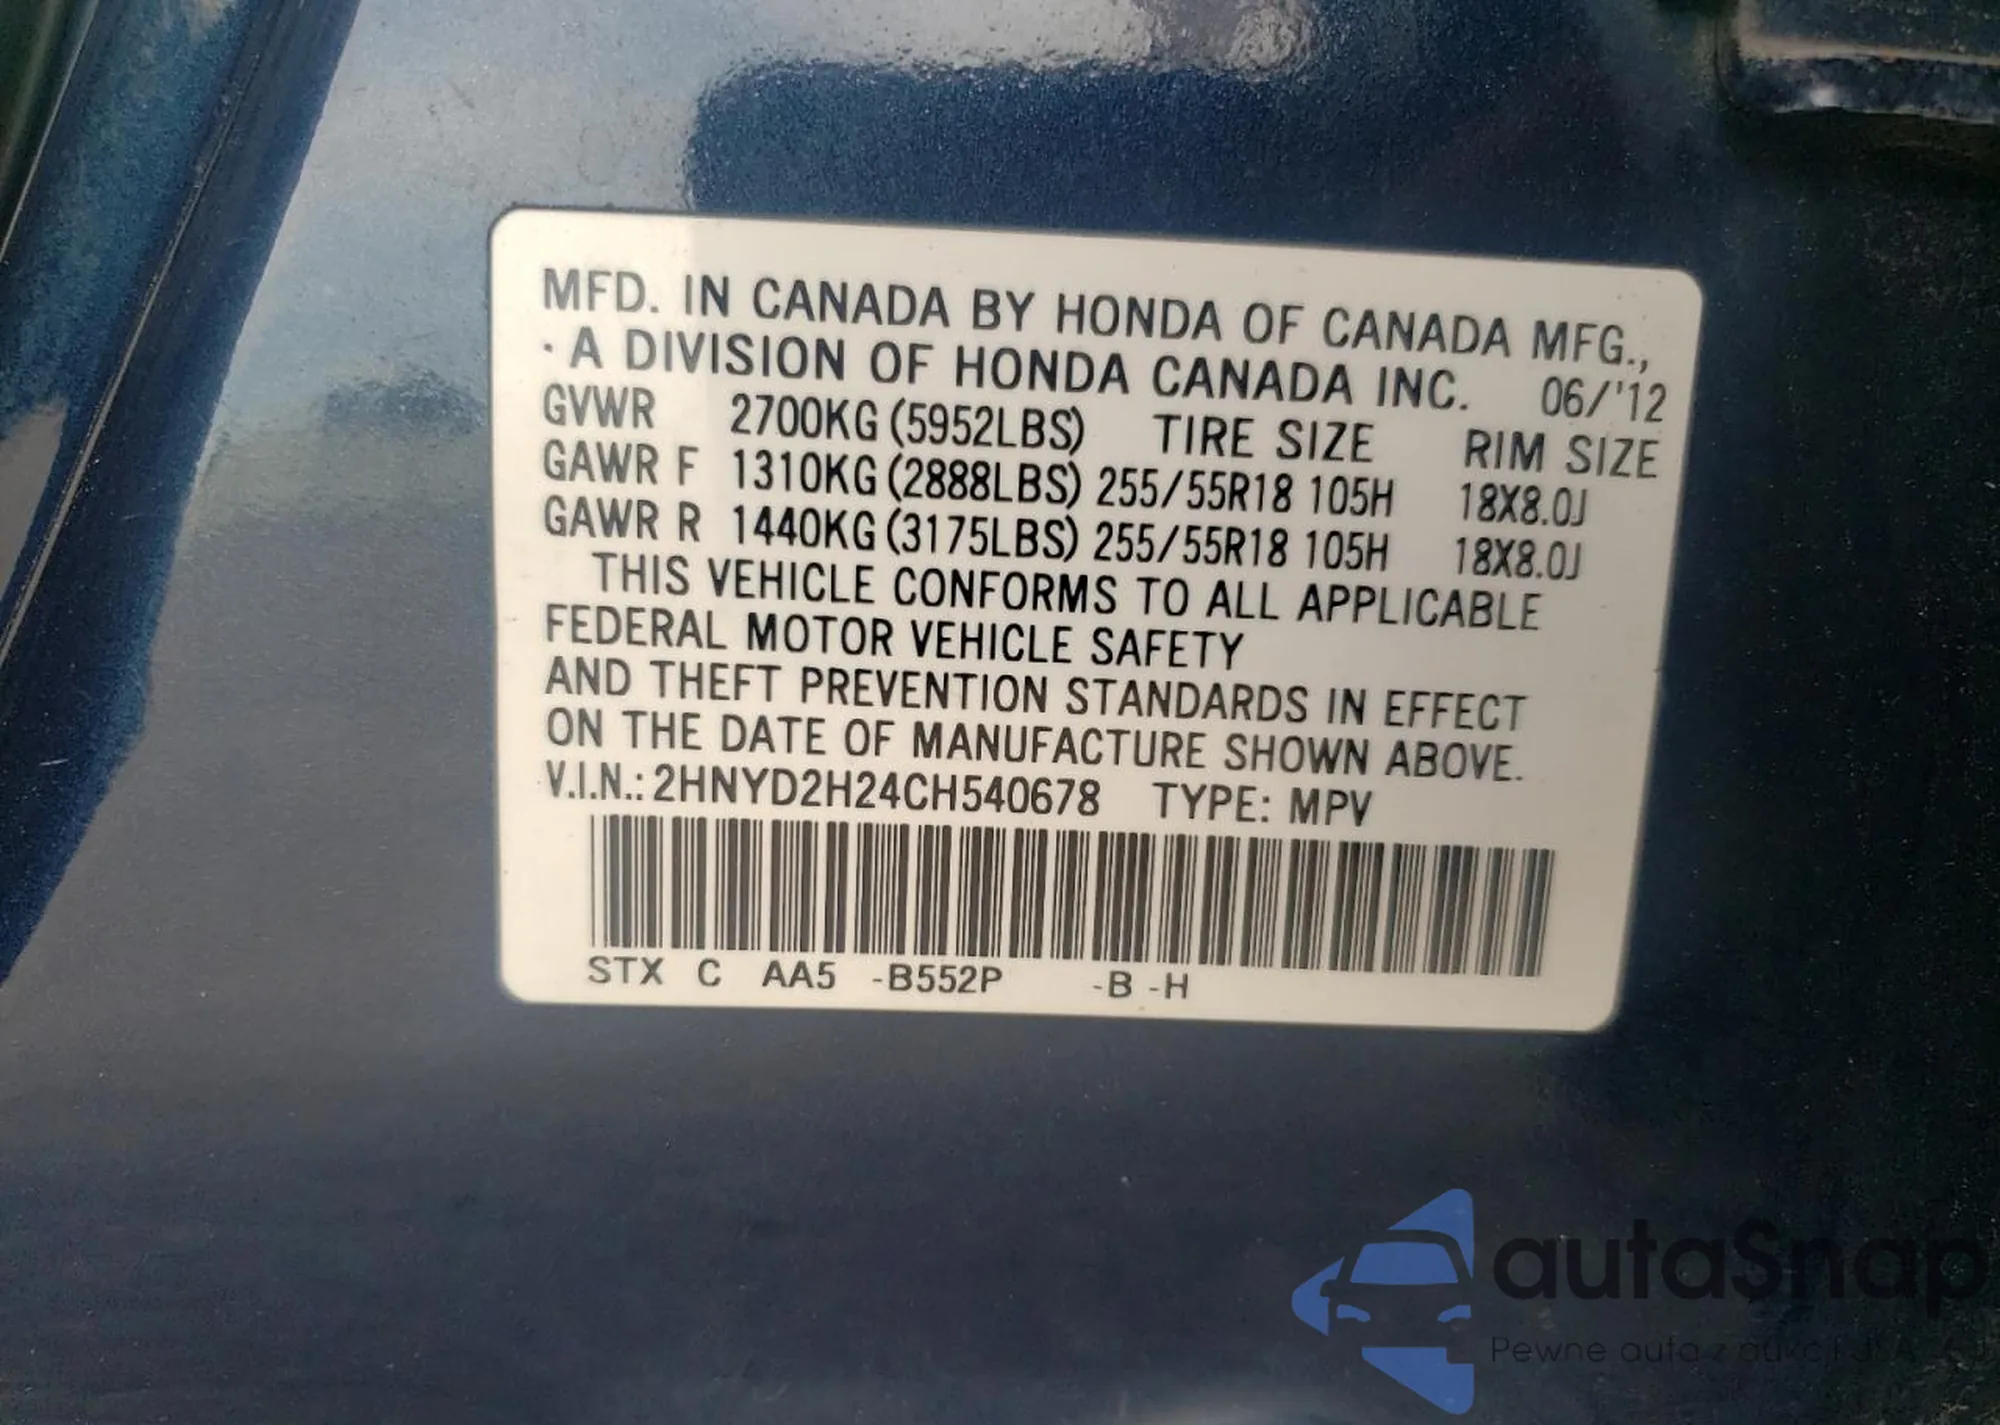 MFD. IN CANADA BY HONDA OF CANADA MFG.,
· A DIVISION OF HONDA CANADA INC. 06/'12
GVWR 2700KG (5952LBS) TIRE SIZE RIM SIZE
GAWR F 1310KG (2888LBS) 255/55R18 105H 18X8.0J
GAWR R 1440KG (3175LBS) 255/55R18 105H 18X8.0J
THIS VEHICLE CONFORMS TO ALL APPLICABLE
FEDERAL MOTOR VEHICLE SAFETY
AND THEFT PREVENTION STANDARDS IN EFFECT
ON THE DATE OF MANUFACTURE SHOWN ABOVE.
V.I.N.: 2HNYD2H24CH540678 TYPE: MPV
STX C AA5 -B552P -B -H
autaSnap
Pewne auta z aukcji